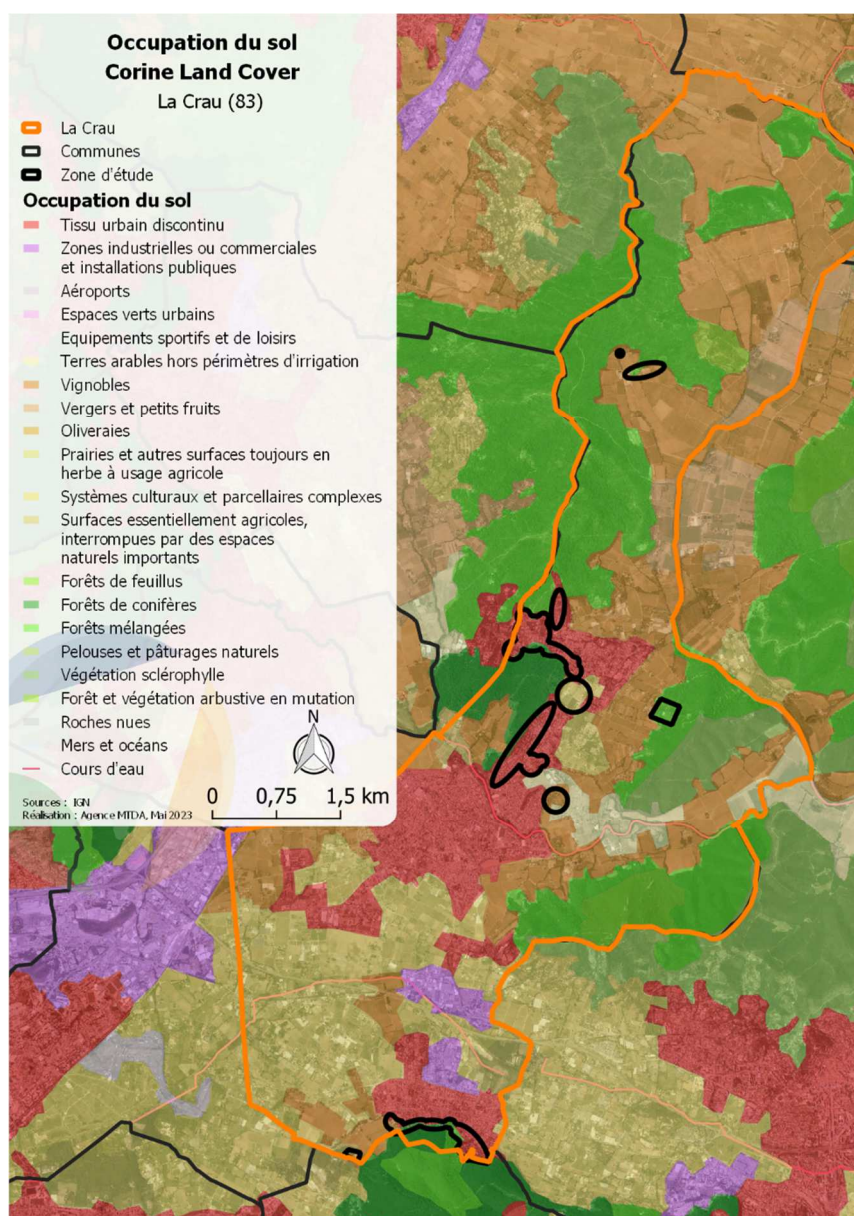 Occupation du sol
Corine Land Cover
La Crau (83)
La Crau
Communes
Zone d'étude
Occupation du sol
Tissu urbain discontinu
Zones industrielles ou commerciales
et installations publiques
Aéroports
Espaces verts urbains
Equipements sportifs et de loisirs
Terres arables hors périmètres d'irrigation
Vignobles
Vergers et petits fruits
Oliveraies
Prairies et autres surfaces toujours en
herbe à usage agricole
Systèmes culturaux et parcellaires complexes
Surfaces essentiellement agricoles,
interrompues par des espaces
naturels importants
Forêts de feuillus
Forêts de conifères
Forêts mélangées
Pelouses et pâturages naturels
Végétation sclérophylle
Forêt et végétation arbustive en mutation
Roches nues
Mers et océans
Cours d'eau
N
0 0,75 1,5 km
Sources : IGN
Réalisation : Agence MTDA, Mai 2023